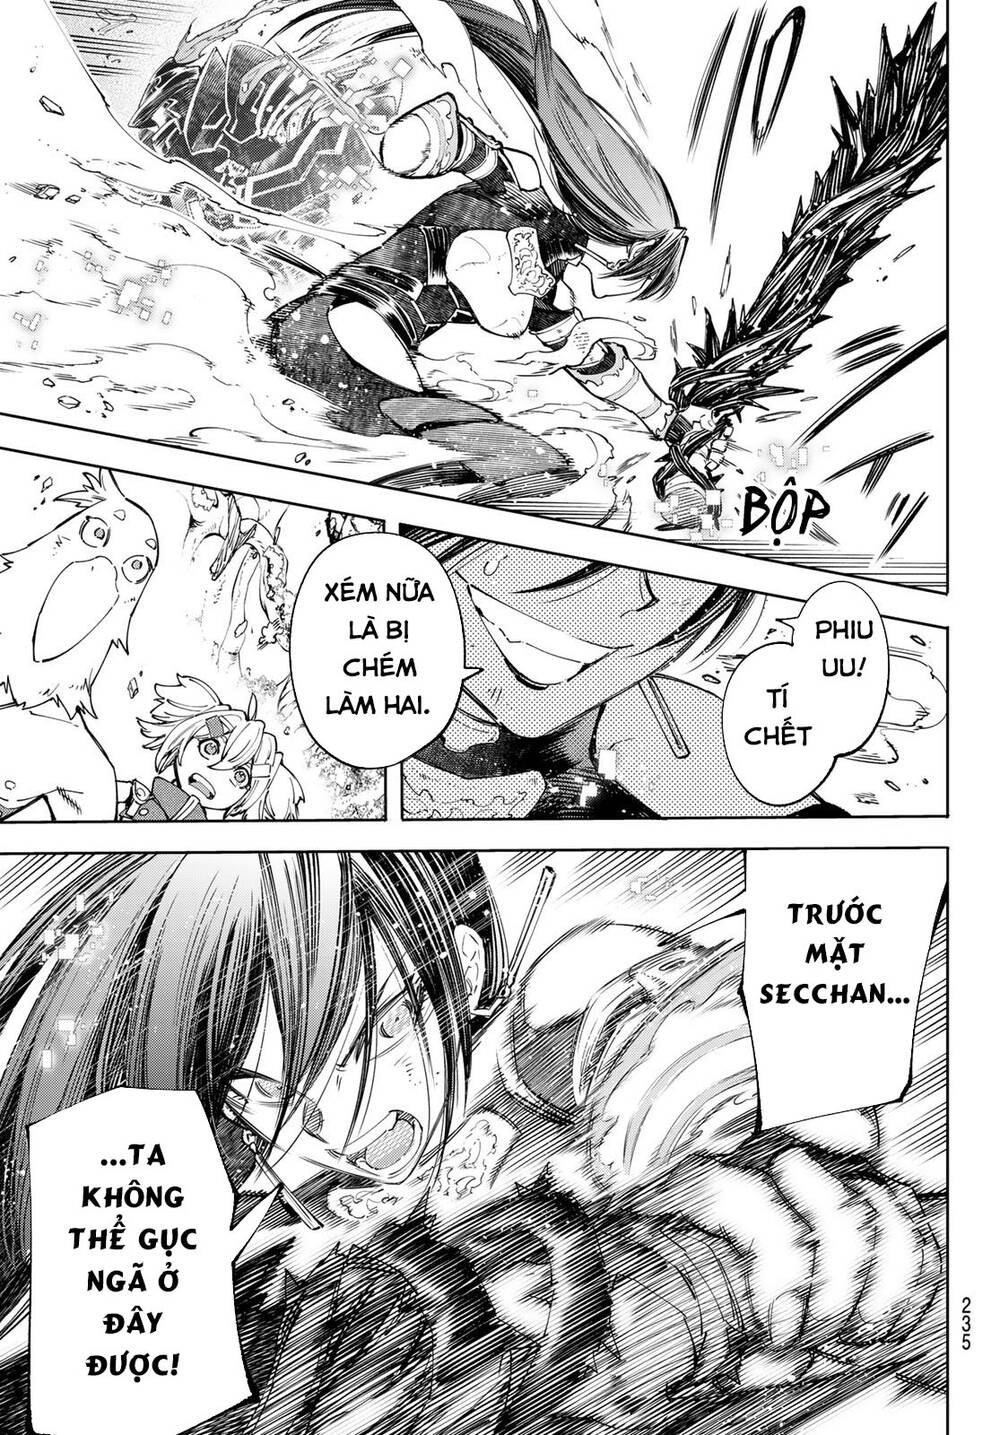 BỘP
PHIU
UU!
TÍ
CHẾT
XÉM NỮA
LÀ BỊ
CHÉM
LÀM HAI.
TRƯỚC
MẶT
SECCHAN...
...TA
KHÔNG
THỂ GỤC
NGÃ Ở
ĐÂY
ĐƯỢC!
235